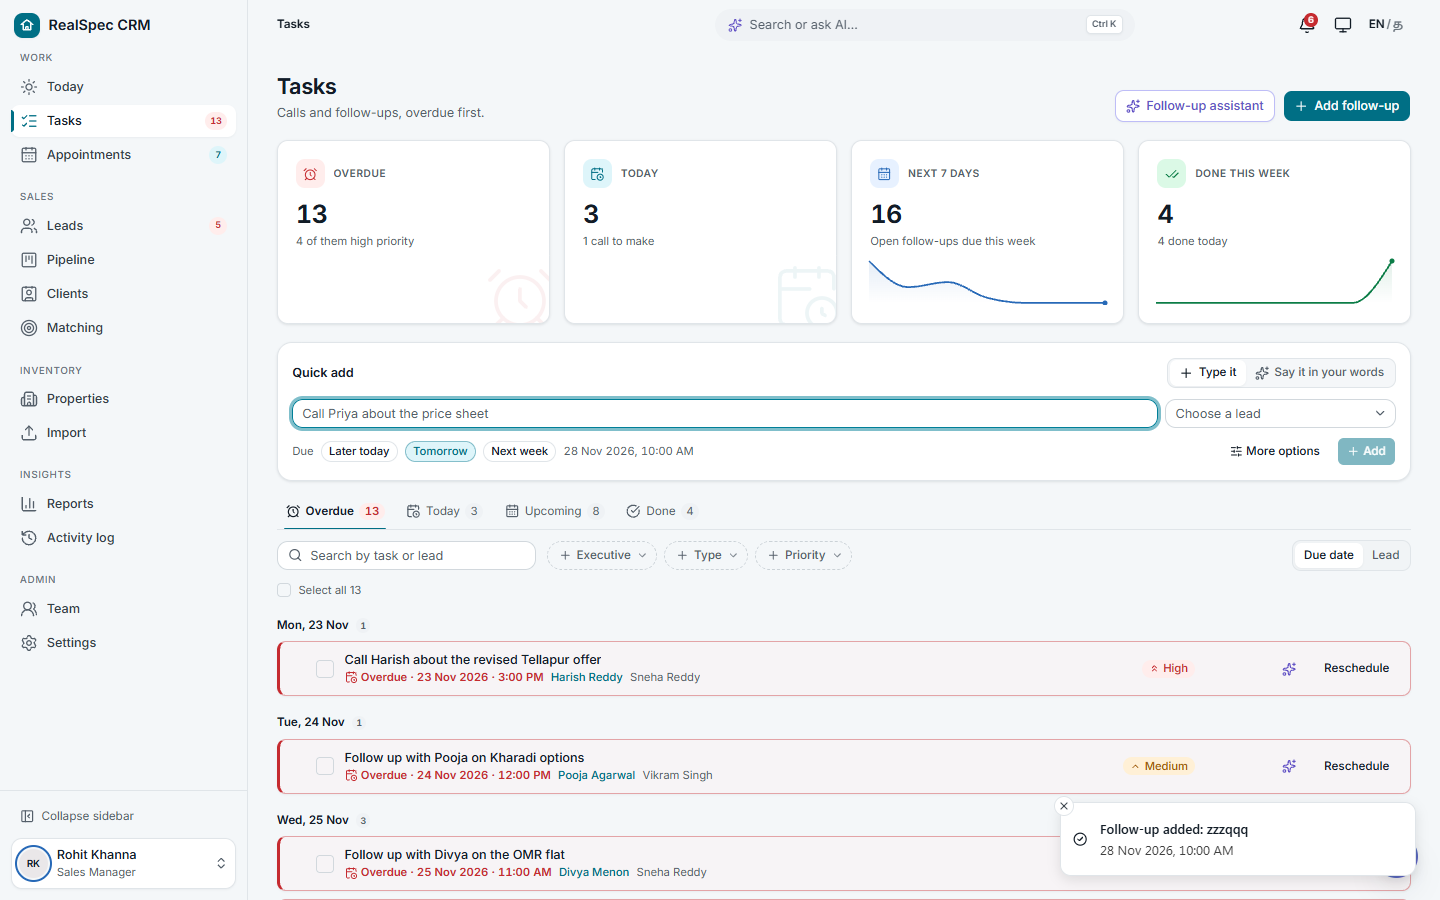 RealSpec CRM
WORK
Today
Tasks 13
Appointments 7
SALES
Leads 5
Pipeline
Clients
Matching
INVENTORY
Properties
Import
INSIGHTS
Reports
Activity log
ADMIN
Team
Settings
Collapse sidebar
RK
Rohit Khanna
Sales Manager
Tasks
Search or ask AI...
Ctrl K
6
EN / த
Tasks
Calls and follow-ups, overdue first.
Follow-up assistant
Add follow-up
OVERDUE
13
4 of them high priority
TODAY
3
1 call to make
NEXT 7 DAYS
16
Open follow-ups due this week
DONE THIS WEEK
4
4 done today
Quick add
Type it
Say it in your words
Call Priya about the price sheet
Choose a lead
Due Later today Tomorrow Next week 28 Nov 2026, 10:00 AM
More options
Add
Overdue 13 Today 3 Upcoming 8 Done 4
Search by task or lead
Executive
Type
Priority
Due date
Lead
Select all 13
Mon, 23 Nov 1
Call Harish about the revised Tellapur offer
Overdue · 23 Nov 2026 · 3:00 PM Harish Reddy Sneha Reddy
High
Reschedule
Tue, 24 Nov 1
Follow up with Pooja on Kharadi options
Overdue · 24 Nov 2026 · 12:00 PM Pooja Agarwal Vikram Singh
Medium
Reschedule
Wed, 25 Nov 3
Follow up with Divya on the OMR flat
Overdue · 25 Nov 2026 · 11:00 AM Divya Menon Sneha Reddy
Follow-up added: zzzqqq
28 Nov 2026, 10:00 AM